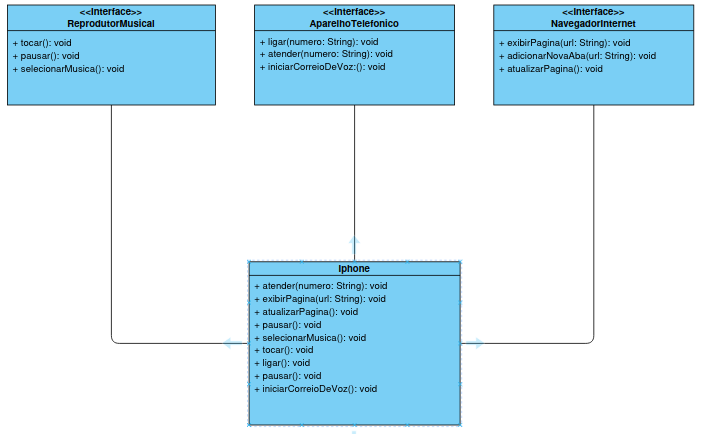 <<Interface>>
ReprodutorMusical
+ tocar(): void
+ pausar(): void
+ selecionarMusica(): void
<<Interface>>
AparelhoTelefonico
+ ligar(numero: String): void
+ atender(numero: String): void
+ iniciarCorreioDeVoz:(): void
<<Interface>>
NavegadorInternet
+ exibirPagina(url: String): void
+ adicionarNovaAba(url: String): void
+ atualizarPagina(): void
Iphone
+ atender(numero: String): void
+ exibirPagina(url: String): void
+ atualizarPagina(): void
+ pausar(): void
+ selecionarMusica(): void
+ tocar(): void
+ ligar(): void
+ pausar(): void
+ iniciarCorreioDeVoz(): void